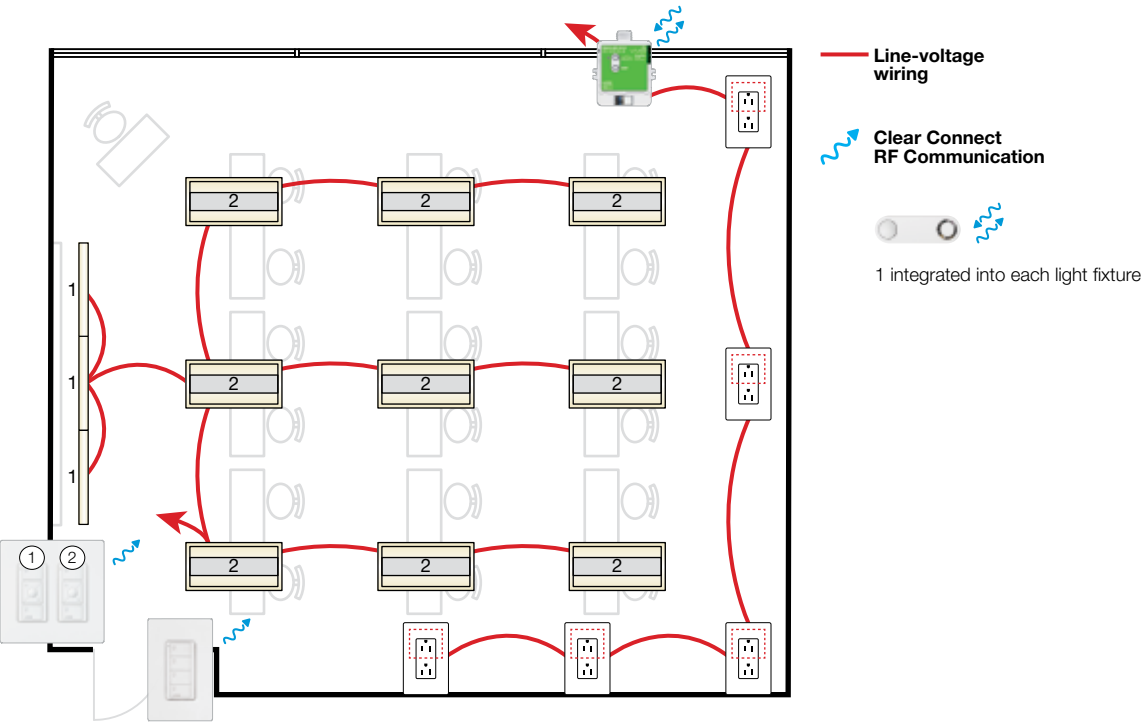 Line-voltage
wiring
Clear Connect
RF Communication
1 integrated into each light fixture
2 2 2
1
1
2 2 2
1
1 2
2 2 2